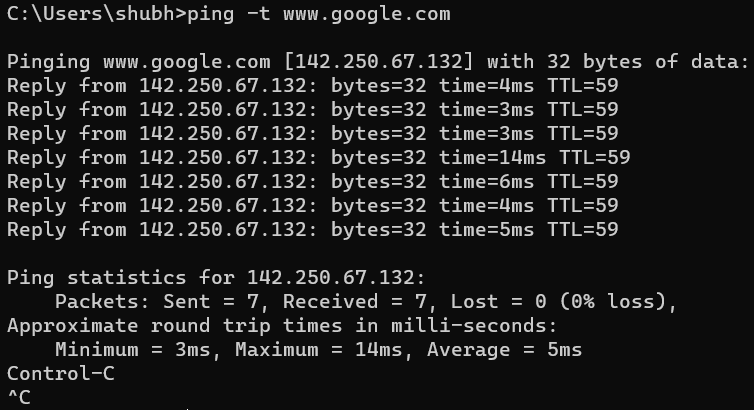 C:\Users\shubh>ping -t www.google.com
Pinging www.google.com [142.250.67.132] with 32 bytes of data:
Reply from 142.250.67.132: bytes=32 time=4ms TTL=59
Reply from 142.250.67.132: bytes=32 time=3ms TTL=59
Reply from 142.250.67.132: bytes=32 time=3ms TTL=59
Reply from 142.250.67.132: bytes=32 time=14ms TTL=59
Reply from 142.250.67.132: bytes=32 time=6ms TTL=59
Reply from 142.250.67.132: bytes=32 time=4ms TTL=59
Reply from 142.250.67.132: bytes=32 time=5ms TTL=59
Ping statistics for 142.250.67.132:
    Packets: Sent = 7, Received = 7, Lost = 0 (0% loss),
Approximate round trip times in milli-seconds:
    Minimum = 3ms, Maximum = 14ms, Average = 5ms
Control-C
^C